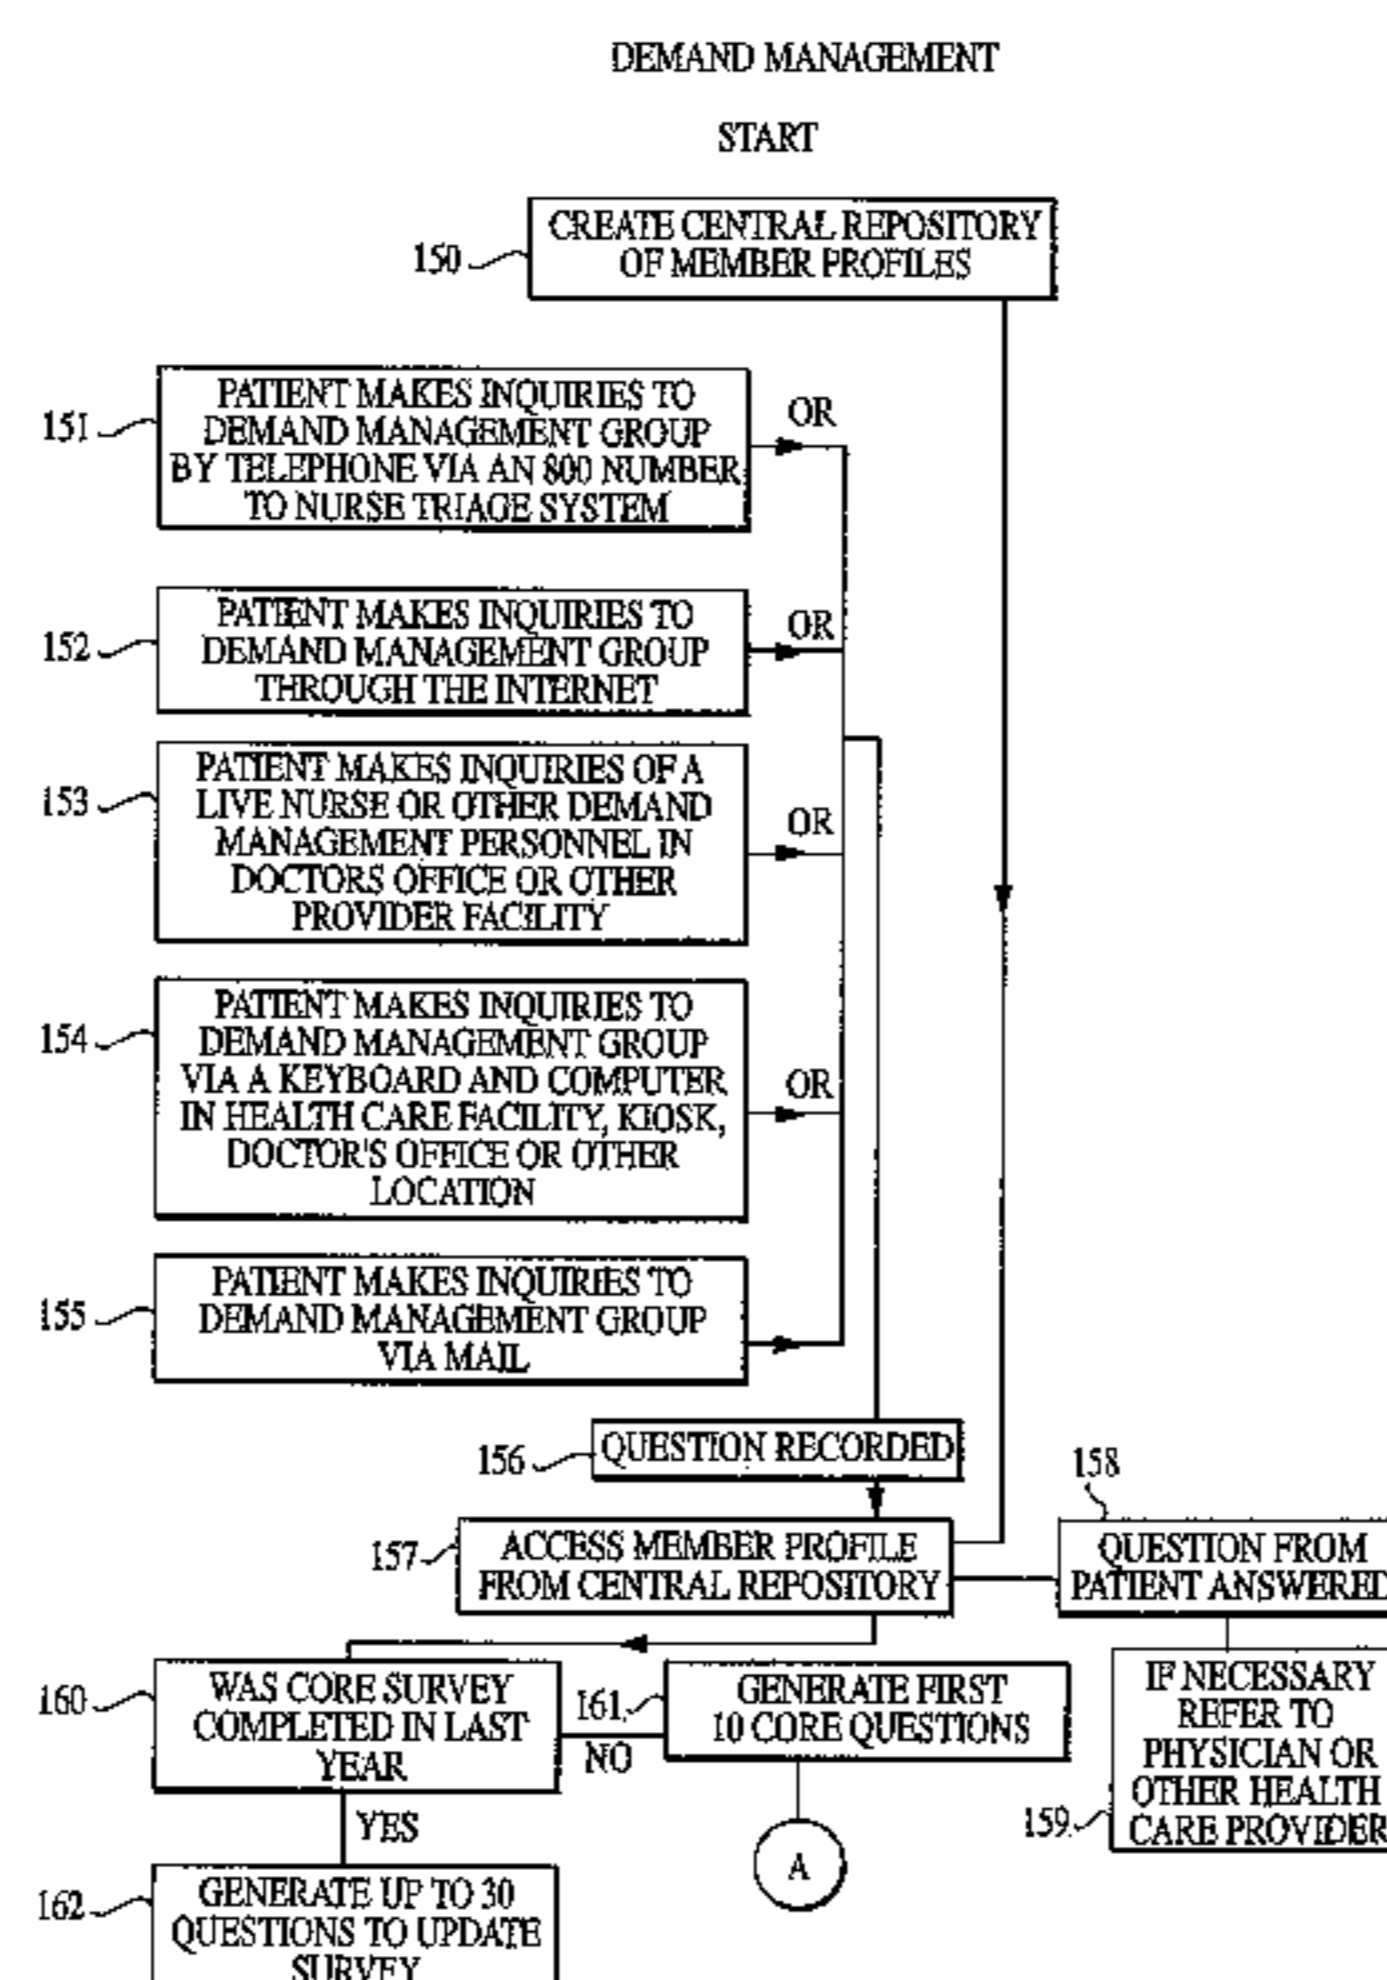 DEMAND MANAGEMENT
START
CREATE CENTRAL REPOSITORY
OF MEMBER PROFILES
150
PATIENT MAKES INQUIRIES TO
DEMAND MANAGEMENT GROUP
BY TELEPHONE VIA AN 800 NUMBER
TO NURSE TRIAGE SYSTEM
151
OR
PATIENT MAKES INQUIRIES TO
DEMAND MANAGEMENT GROUP
THROUGH THE INTERNET
152
OR
PATIENT MAKES INQUIRIES OF A
LIVE NURSE OR OTHER DEMAND
MANAGEMENT PERSONNEL IN
DOCTORS OFFICE OR OTHER
PROVIDER FACILITY
153
OR
PATIENT MAKES INQUIRIES TO
DEMAND MANAGEMENT GROUP
VIA A KEYBOARD AND COMPUTER
IN HEALTH CARE FACILITY, KIOSK,
DOCTOR'S OFFICE OR OTHER
LOCATION
154
OR
PATIENT MAKES INQUIRIES TO
DEMAND MANAGEMENT GROUP
VIA MAIL
155
156
QUESTION RECORDED
157
ACCESS MEMBER PROFILE
FROM CENTRAL REPOSITORY
158
QUESTION FROM
PATIENT ANSWERED
IF NECESSARY
REFER TO
PHYSICIAN OR
OTHER HEALTH
CARE PROVIDER
159
160
WAS CORE SURVEY
COMPLETED IN LAST
YEAR
161
NO
GENERATE FIRST
10 CORE QUESTIONS
A
YES
162
GENERATE UP TO 30
QUESTIONS TO UPDATE
SURVEY